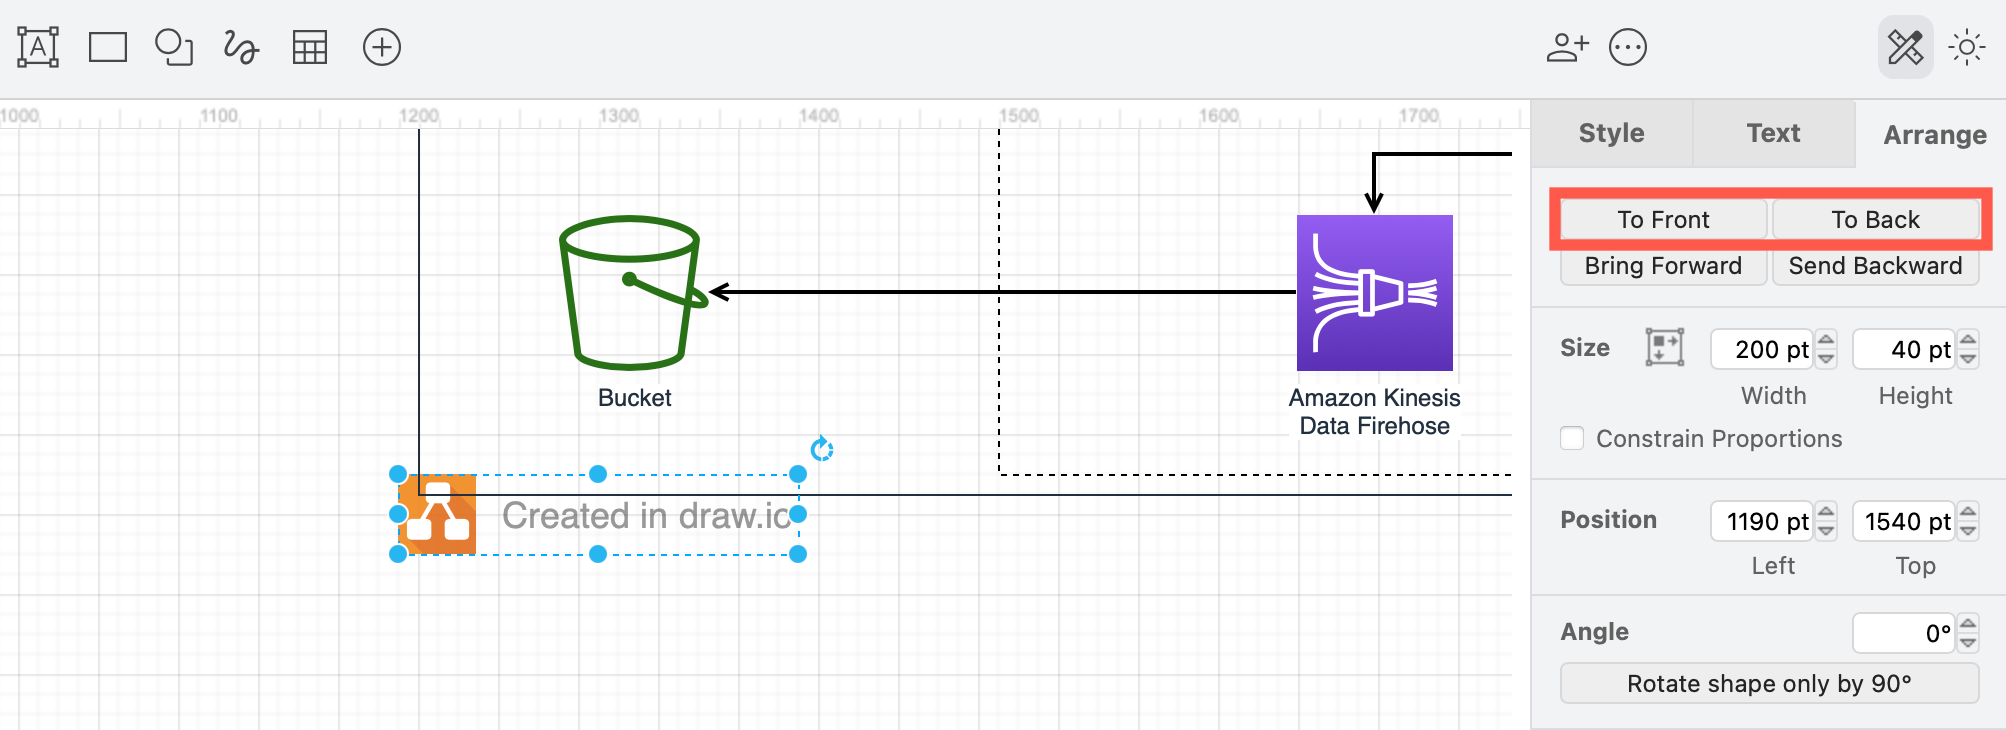 A
1000 1100 1200 1300 1400 1500 1600 1700
Style Text Arrange
To Front To Back
Bring Forward Send Backward
Size 200 pt 40 pt
Width Height
Constrain Proportions
Position 1190 pt 1540 pt
Left Top
Angle 0°
Rotate shape only by 90°
Bucket
Amazon Kinesis
Data Firehose
Created in draw.io